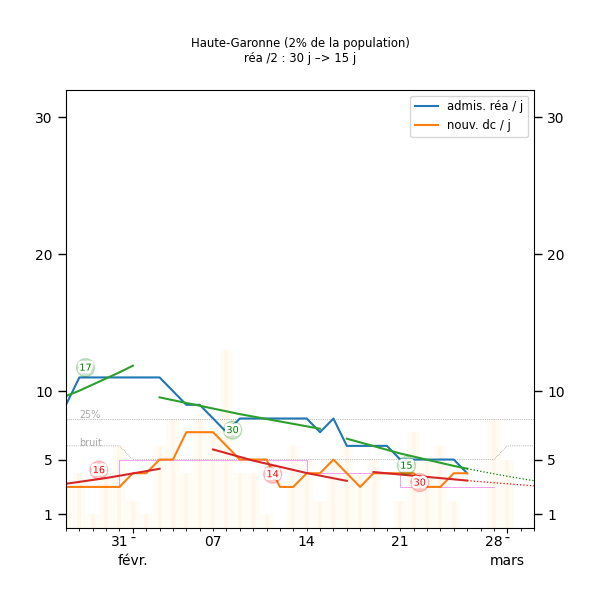 Haute-Garonne (2% de la population)
réa /2 : 30 j –> 15 j
admis. réa / j
nouv. dc / j
30 30
20 20
10 10
5 5
1 1
17
25%
30
bruit
16
14
15
30
31 07 14 21 28
févr. mars